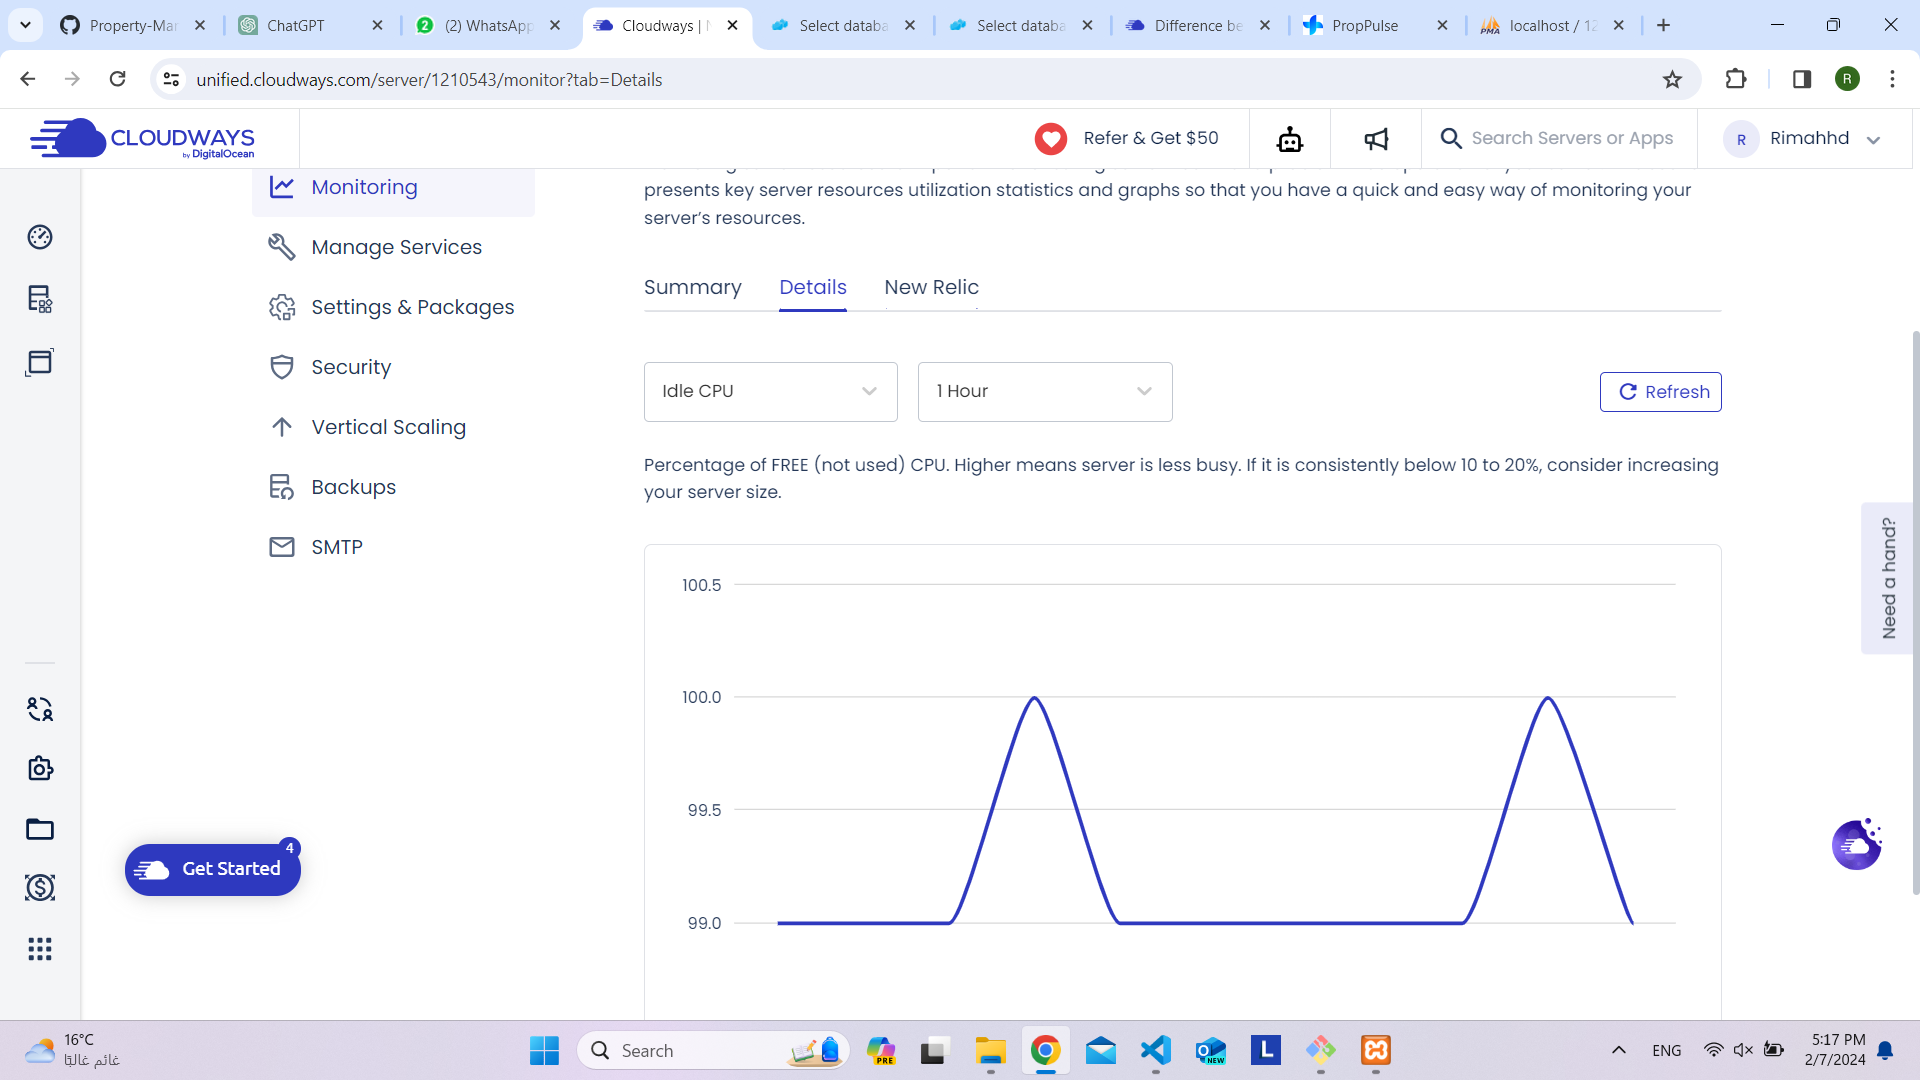 Property-Mar
ChatGPT
(2) WhatsApp
Cloudways | N
Select databa
Select databa
Difference be
PropPulse
localhost / 12
unified.cloudways.com/server/1210543/monitor?tab=Details
R
CLOUDWAYS
by DigitalOcean
Refer & Get $50
Search Servers or Apps
R
Rimahhd
Monitoring
Manage Services
Settings & Packages
Security
Vertical Scaling
Backups
SMTP
presents key server resources utilization statistics and graphs so that you have a quick and easy way of monitoring your
server’s resources.
Summary
Details
New Relic
Idle CPU
1 Hour
Refresh
Percentage of FREE (not used) CPU. Higher means server is less busy. If it is consistently below 10 to 20%, consider increasing
your server size.
100.5
100.0
99.5
99.0
Need a hand?
Get Started
4
16°C
غائم غالبًا
Search
PRE
NEW
L
ENG
5:17 PM
2/7/2024